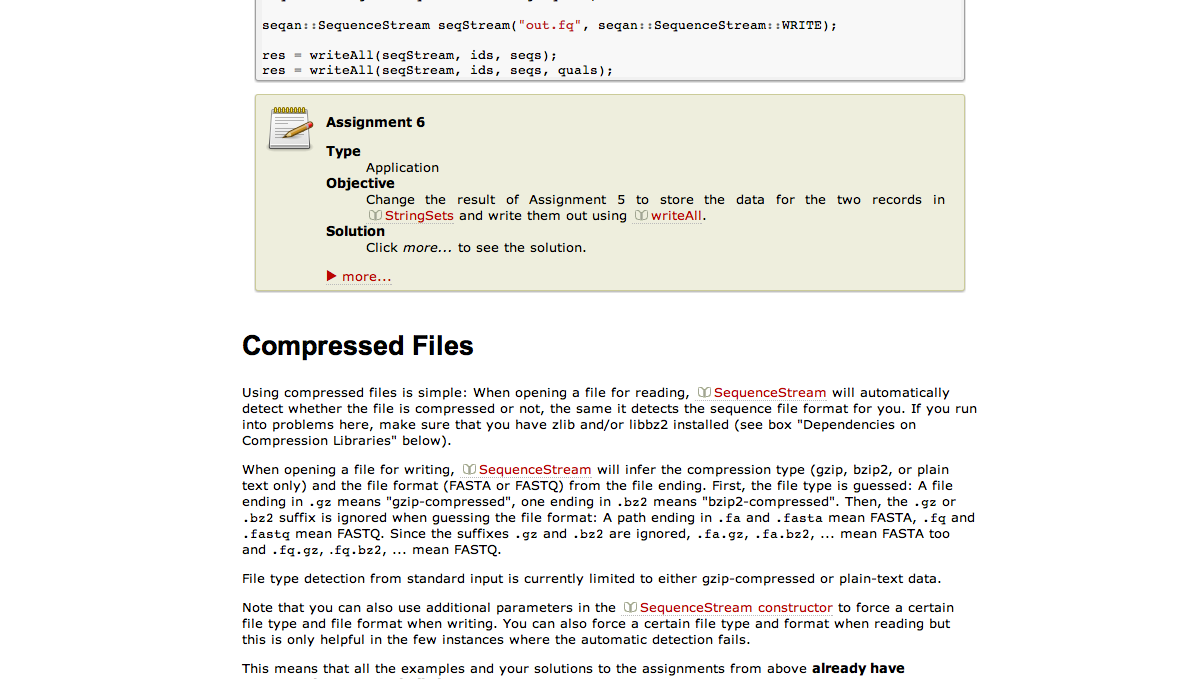 seqan::SequenceStream seqStream("out.fq", seqan::SequenceStream::WRITE);
res = writeAll(seqStream, ids, seqs);
res = writeAll(seqStream, ids, seqs, quals);
Assignment 6
Type
Application
Objective
Change the result of Assignment 5 to store the data for the two records in
StringSets and write them out using writeAll.
Solution
Click more... to see the solution.
more...
Compressed Files
Using compressed files is simple: When opening a file for reading, SequenceStream will automatically
detect whether the file is compressed or not, the same it detects the sequence file format for you. If you run
into problems here, make sure that you have zlib and/or libbz2 installed (see box "Dependencies on
Compression Libraries" below).
When opening a file for writing, SequenceStream will infer the compression type (gzip, bzip2, or plain
text only) and the file format (FASTA or FASTQ) from the file ending. First, the file type is guessed: A file
ending in .gz means "gzip-compressed", one ending in .bz2 means "bzip2-compressed". Then, the .gz or
.bz2 suffix is ignored when guessing the file format: A path ending in .fa and .fasta mean FASTA, .fq and
.fastq mean FASTQ. Since the suffixes .gz and .bz2 are ignored, .fa.gz, .fa.bz2, ... mean FASTA too
and .fq.gz, .fq.bz2, ... mean FASTQ.
File type detection from standard input is currently limited to either gzip-compressed or plain-text data.
Note that you can also use additional parameters in the SequenceStream constructor to force a certain
file type and file format when writing. You can also force a certain file type and format when reading but
this is only helpful in the few instances where the automatic detection fails.
This means that all the examples and your solutions to the assignments from above already have